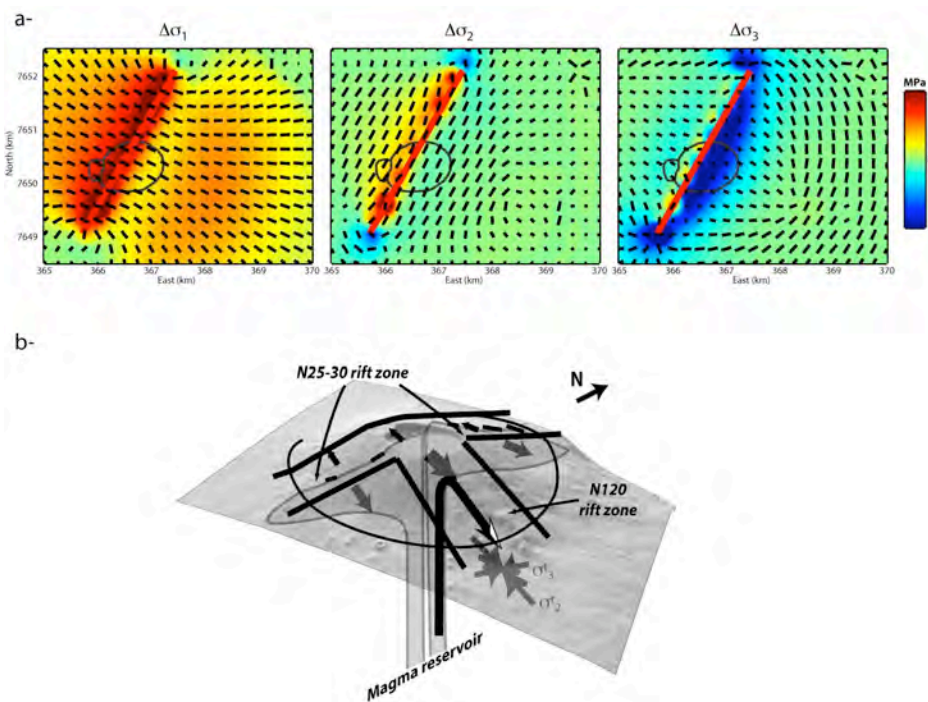 a-
Δσ1
Δσ2
Δσ3
MPa
North (km)
7652
7651
7650
7649
365 366 367 368 369 370
365 366 367 368 369 370
365 366 367 368 369 370
East (km)
East (km)
East (km)
b-
N25-30 rift zone
N
N120
rift zone
σt3
σt2
Magma reservoir